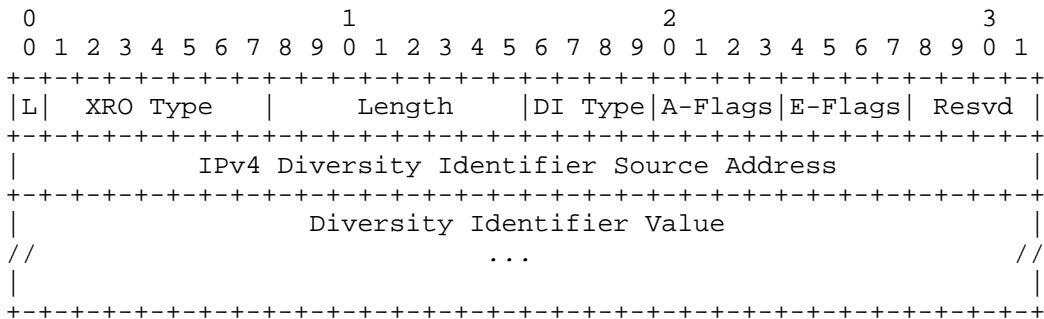 0                   1                   2                   3
 0 1 2 3 4 5 6 7 8 9 0 1 2 3 4 5 6 7 8 9 0 1 2 3 4 5 6 7 8 9 0 1
+-+-+-+-+-+-+-+-+-+-+-+-+-+-+-+-+-+-+-+-+-+-+-+-+-+-+-+-+-+-+-+-+
|L|  XRO Type   |     Length    |DI Type|A-Flags|E-Flags| Resvd |
+-+-+-+-+-+-+-+-+-+-+-+-+-+-+-+-+-+-+-+-+-+-+-+-+-+-+-+-+-+-+-+-+
|           IPv4 Diversity Identifier Source Address            |
+-+-+-+-+-+-+-+-+-+-+-+-+-+-+-+-+-+-+-+-+-+-+-+-+-+-+-+-+-+-+-+-+
|                  Diversity Identifier Value                   |
//                            ...                              //
|                                                               |
+-+-+-+-+-+-+-+-+-+-+-+-+-+-+-+-+-+-+-+-+-+-+-+-+-+-+-+-+-+-+-+-+